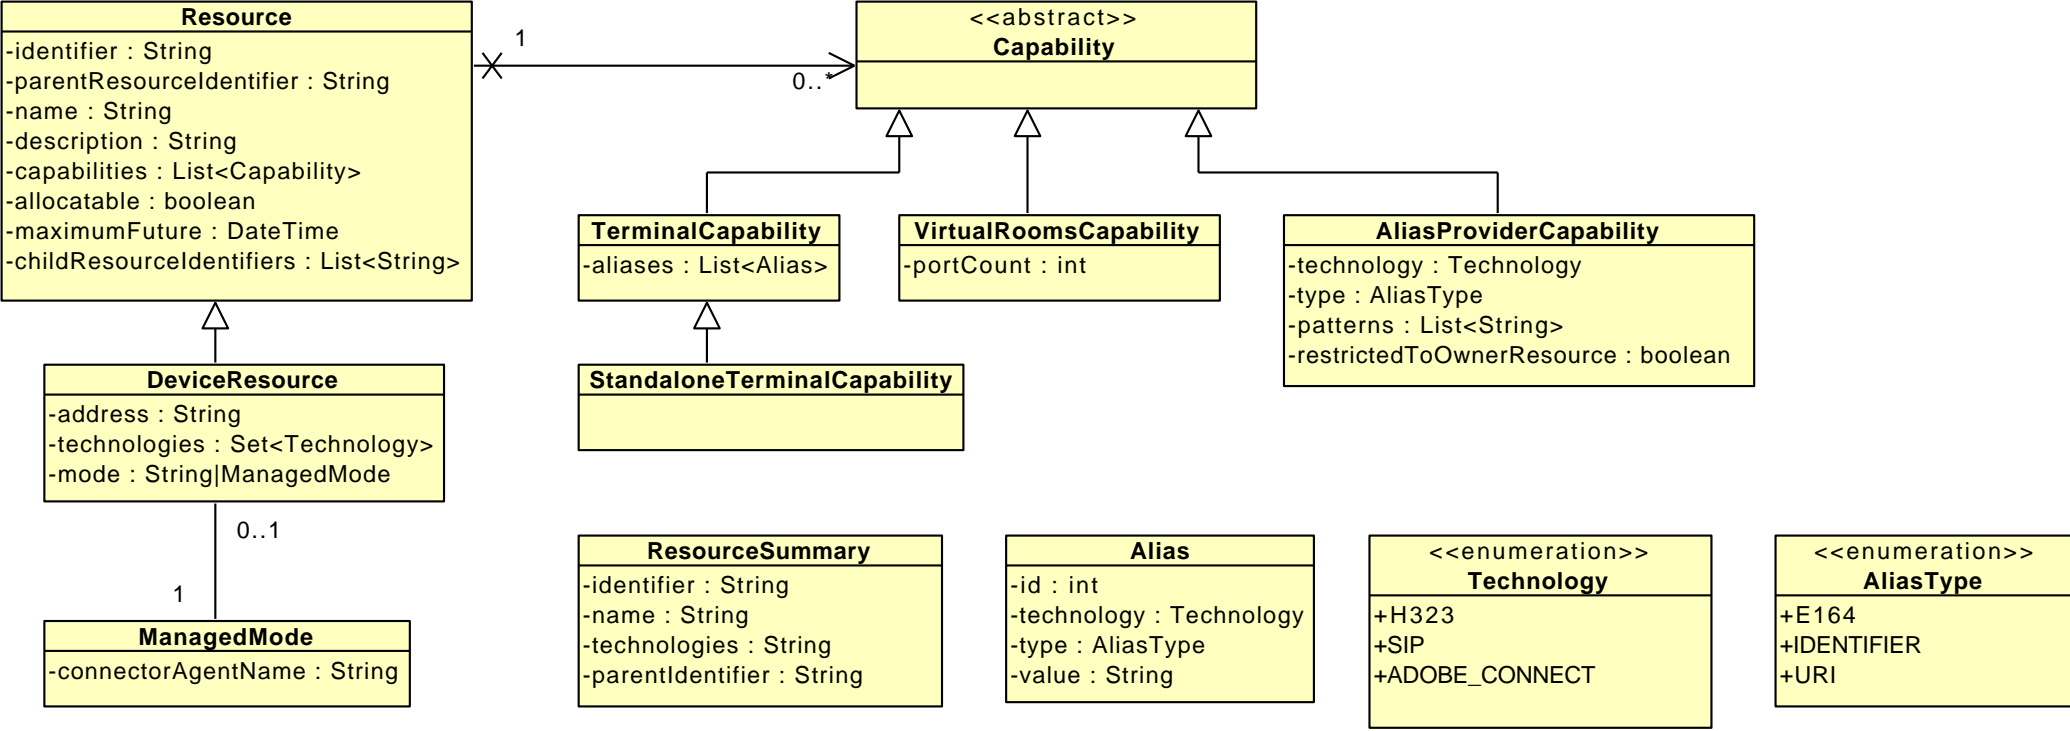 Resource
-identifier : String
-parentResourceIdentifier : String
-name : String
-description : String
-capabilities : List<Capability>
-allocatable : boolean
-maximumFuture : DateTime
-childResourceIdentifiers : List<String>
1
0..*
<<abstract>>
Capability
TerminalCapability
-aliases : List<Alias>
VirtualRoomsCapability
-portCount : int
AliasProviderCapability
-technology : Technology
-type : AliasType
-patterns : List<String>
-restrictedToOwnerResource : boolean
DeviceResource
-address : String
-technologies : Set<Technology>
-mode : String|ManagedMode
StandaloneTerminalCapability
0..1
1
ManagedMode
-connectorAgentName : String
ResourceSummary
-identifier : String
-name : String
-technologies : String
-parentIdentifier : String
Alias
-id : int
-technology : Technology
-type : AliasType
-value : String
<<enumeration>>
Technology
+H323
+SIP
+ADOBE_CONNECT
<<enumeration>>
AliasType
+E164
+IDENTIFIER
+URI